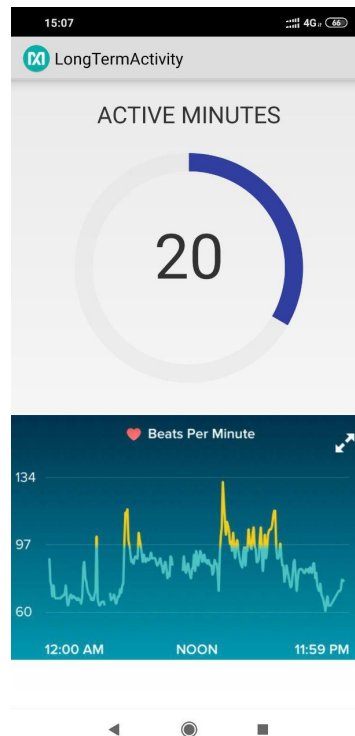 15:07
4G 66
LongTermActivity
ACTIVE MINUTES
20
Beats Per Minute
134
97
60
12:00 AM NOON 11:59 PM